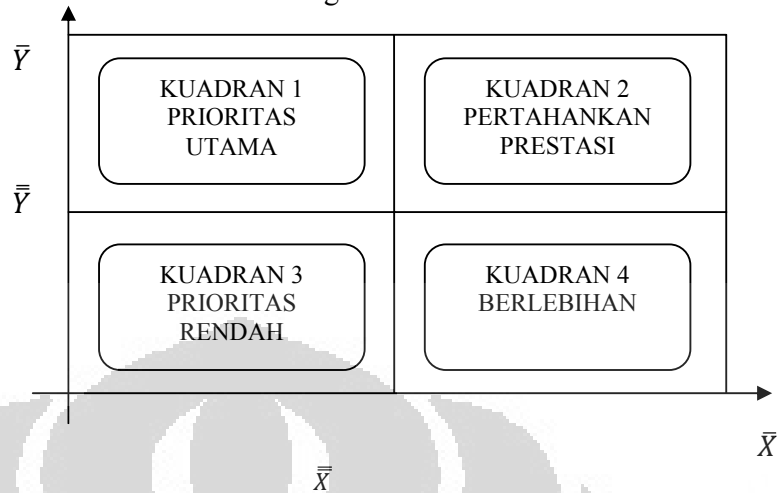 Ȳ
KUADRAN 1
PRIORITAS
UTAMA
KUADRAN 2
PERTAHANKAN
PRESTASI
Y̿
KUADRAN 3
PRIORITAS
RENDAH
KUADRAN 4
BERLEBIHAN
X̄
X̿